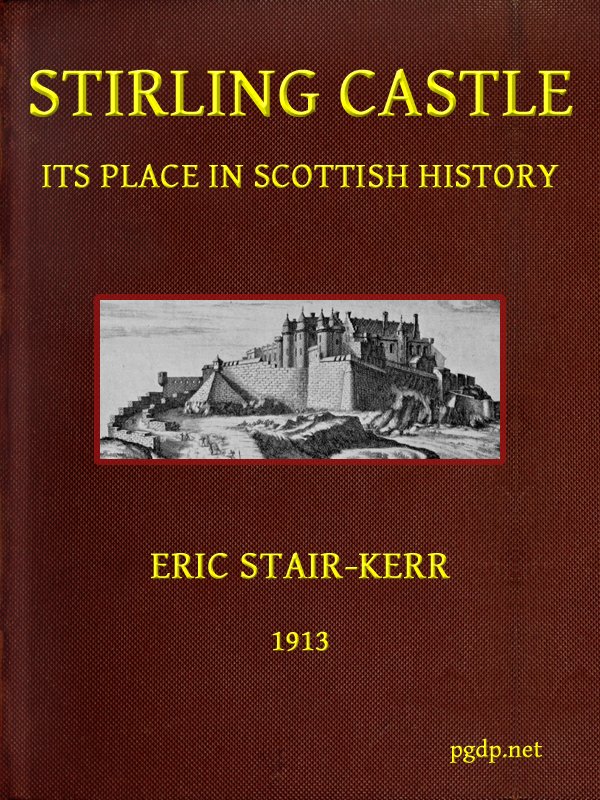 STIRLING CASTLE
ITS PLACE IN SCOTTISH HISTORY
ERIC STAIR-KERR
1913
pgdp.net